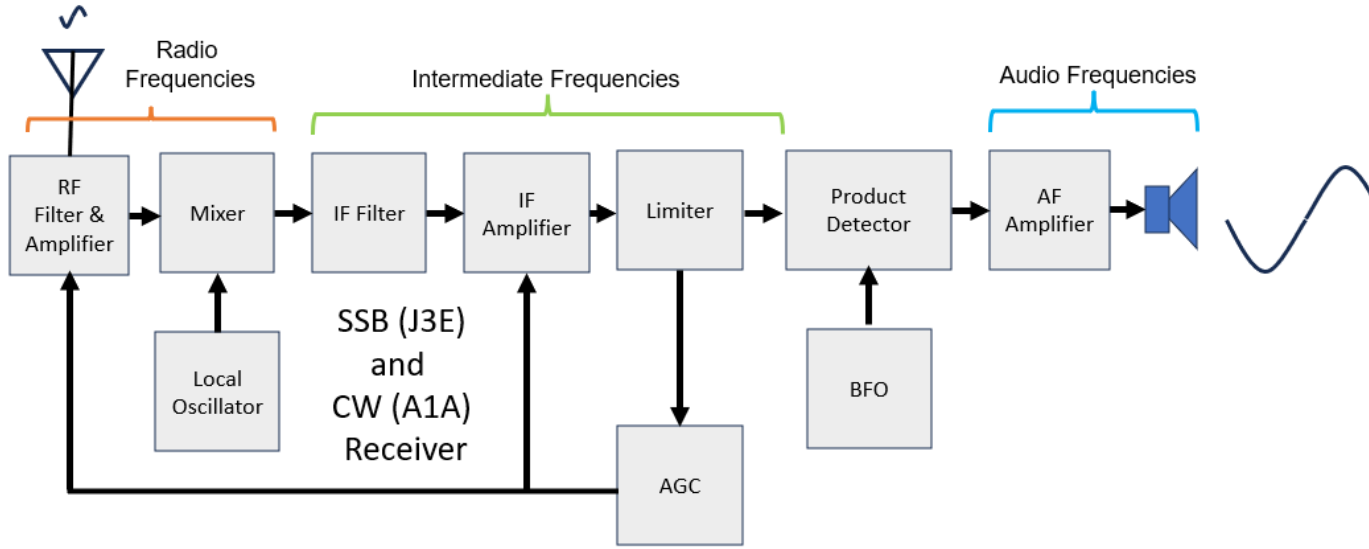 Radio
Frequencies
Intermediate Frequencies
Audio Frequencies
RF
Filter &
Amplifier
Mixer
IF Filter
IF
Amplifier
Limiter
Product
Detector
AF
Amplifier
Local
Oscillator
SSB (J3E)
and
CW (A1A)
Receiver
BFO
AGC